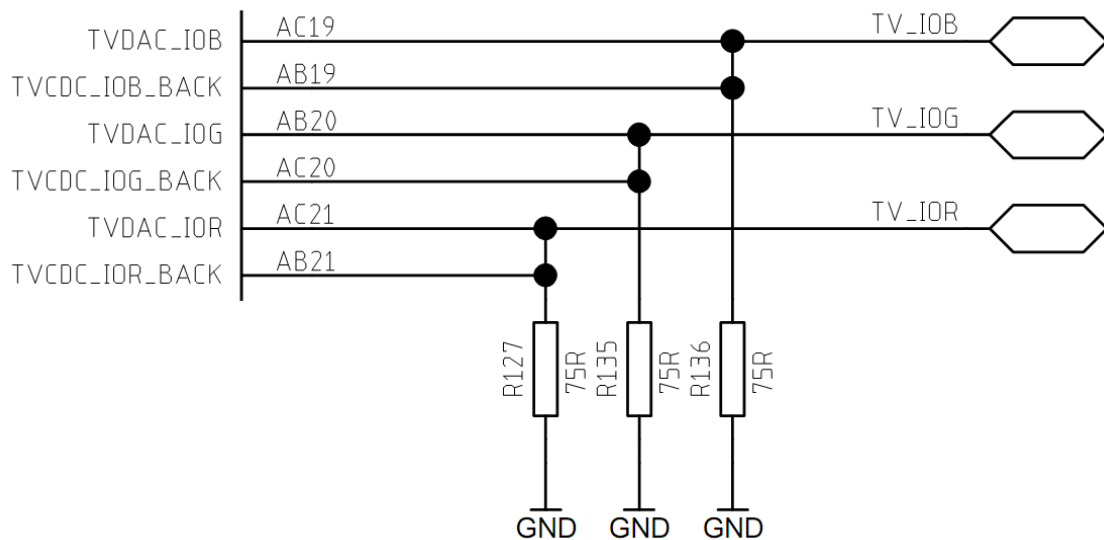 TVDAC_IOB AC19 TV_IOB
TVCDC_IOB_BACK AB19
TVDAC_IOG AB20 TV_IOG
TVCDC_IOG_BACK AC20
TVDAC_IOR AC21 TV_IOR
TVCDC_IOR_BACK AB21
R127 75R R135 75R R136 75R
GND GND GND